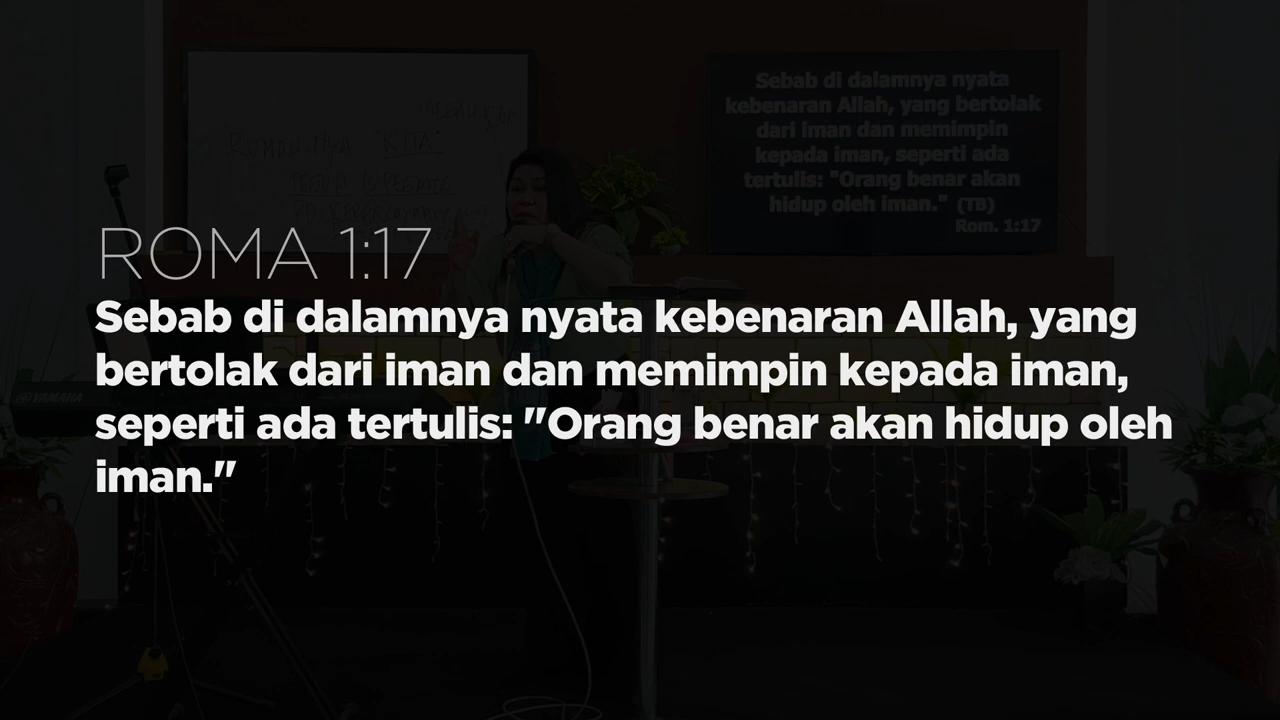 Sebab di dalamnya nyata
kebenaran Allah, yang bertolak
dari iman dan memimpin
kepada iman, seperti ada
tertulis: "Orang benar akan
hidup oleh iman." (TB)
Rom. 1:17
"KITA"
ROMA 1:17
Sebab di dalamnya nyata kebenaran Allah, yang
bertolak dari iman dan memimpin kepada iman,
seperti ada tertulis: "Orang benar akan hidup oleh
iman."
YAMAHA